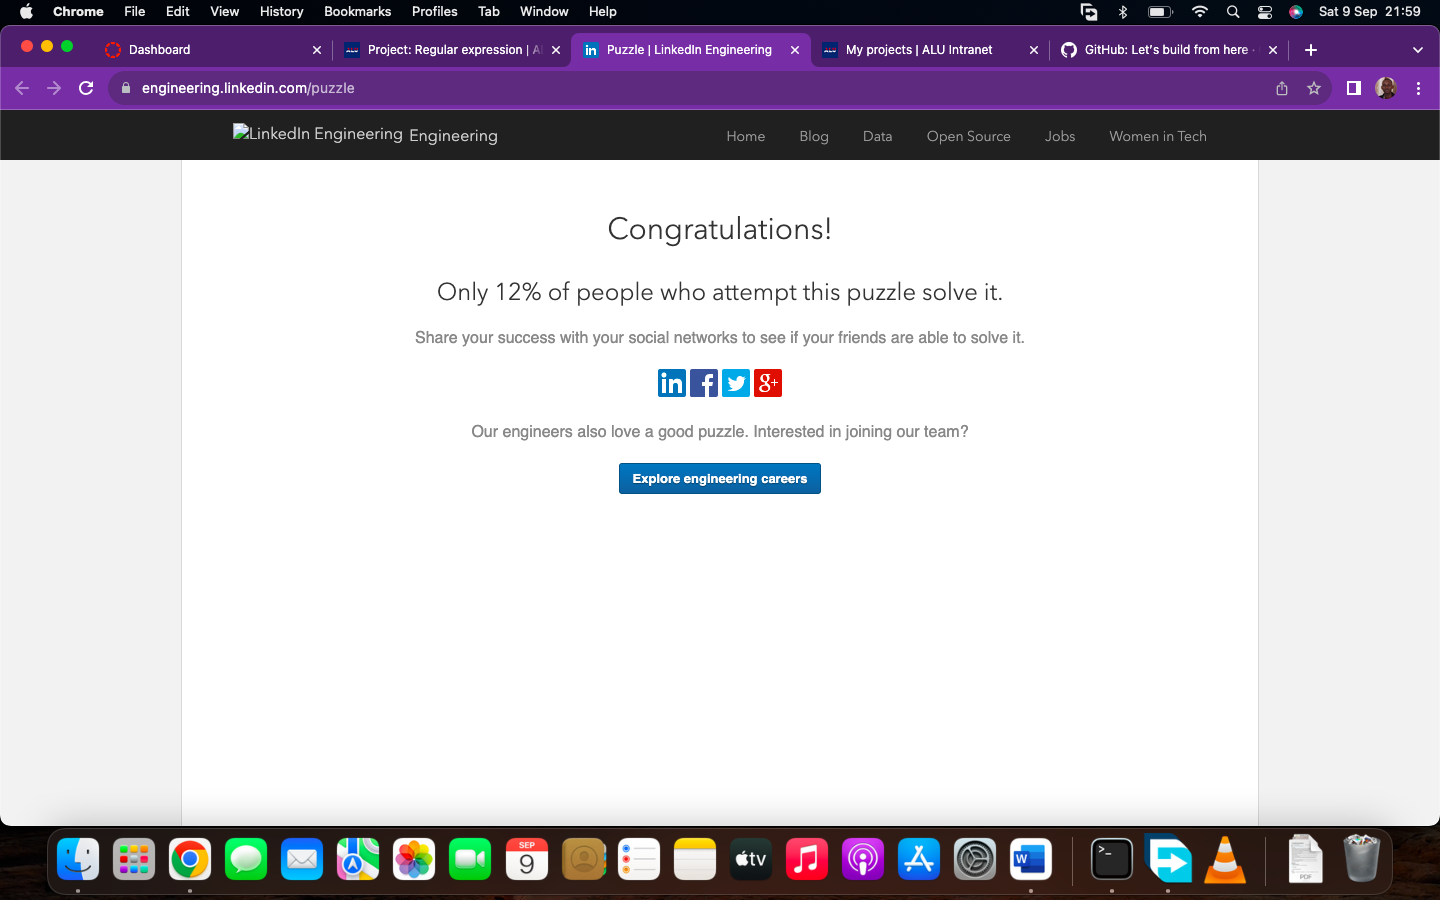 Chrome File Edit View History Bookmarks Profiles Tab Window Help Sat 9 Sep 21:59
Dashboard Project: Regular expression | Puzzle | LinkedIn Engineering My projects | ALU Intranet GitHub: Let's build from here ·
engineering.linkedin.com/puzzle
LinkedIn Engineering Engineering Home Blog Data Open Source Jobs Women in Tech
Congratulations!
Only 12% of people who attempt this puzzle solve it.
Share your success with your social networks to see if your friends are able to solve it.
in f g+
Our engineers also love a good puzzle. Interested in joining our team?
Explore engineering careers
SEP
9
tv
W
>_
PDF